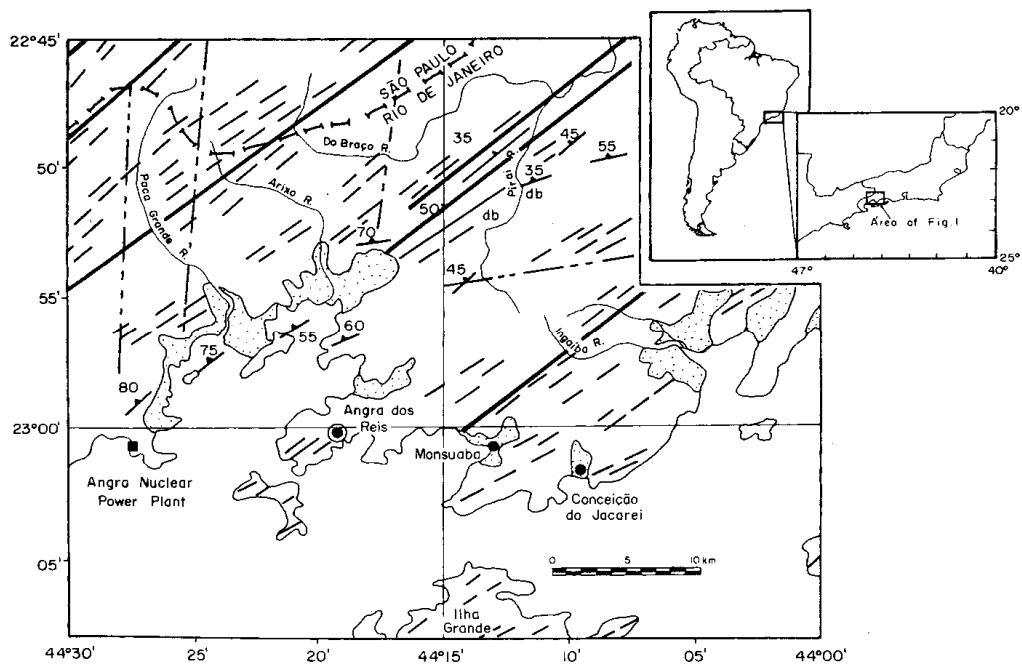 22°45'
50'
55'
23°00'
05'
44°30'
25'
20'
44°15'
10'
05'
44°00'
SÃO PAULO
RIO DE JANEIRO
Do Braço R.
35
45
55
Piraí R.
35
db
Paca Grande R.
Arixo R.
50
db
70
45
20°
Area of Fig.1
25°
47°
40°
Ingaiba R.
60
55
75
80
Angra dos
Reis
Monsuaba
Angra Nuclear
Power Plant
Conceição
do Jacarei
0 5 10 km
Ilha
Grande